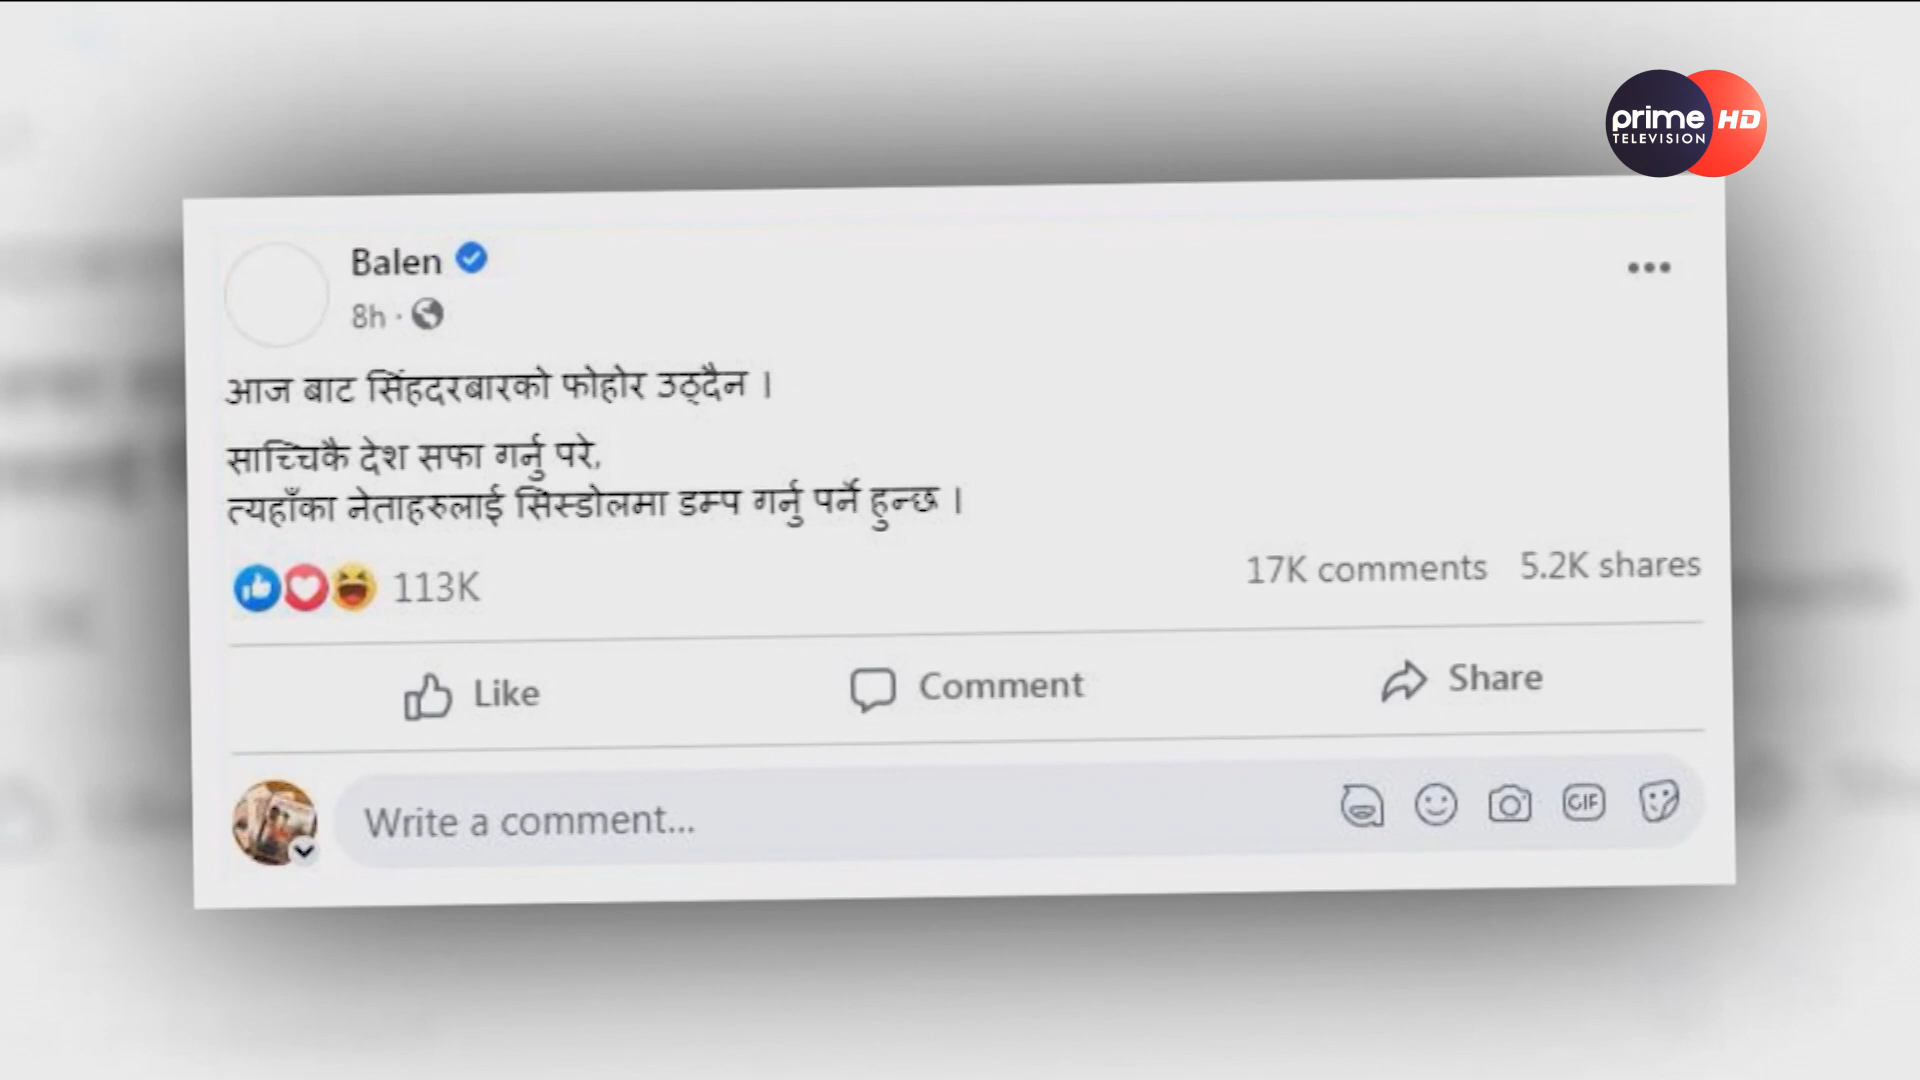 prime HD
TELEVISION
Balen
8h ·
आज बाट सिंहदरबारको फोहोर उठ्दैन ।
साच्चिकै देश सफा गर्नु परे,
त्यहाँका नेताहरुलाई सिस्डोलमा डम्प गर्नु पर्ने हुन्छ ।
113K 17K comments 5.2K shares
Like Comment Share
Write a comment... GIF